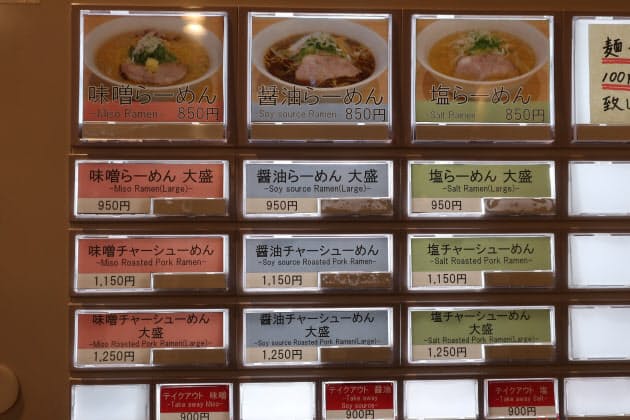 味噌らーめん
-Miso Ramen-
850円
醤油らーめん
-Soy source Ramen-
850円
塩らーめん
-Salt Ramen-
850円
麺
100円
致し
味噌らーめん 大盛
-Miso Ramen(Large)-
950円
醤油らーめん 大盛
-Soy source Ramen(Large)-
950円
塩らーめん 大盛
-Salt Ramen(Large)-
950円
味噌チャーシューめん
-Miso Roasted Pork Ramen-
1,150円
醤油チャーシューめん
-Soy source Roasted Pork Ramen-
1,150円
塩チャーシューめん
-Salt Roasted Pork Ramen-
1,150円
味噌チャーシューめん
大盛
-Miso Roasted Pork Ramen(Large)-
1,250円
醤油チャーシューめん
大盛
-Soy source Roasted Pork Ramen(Large)-
1,250円
塩チャーシューめん
大盛
-Salt Roasted Pork Ramen(Large)-
1,250円
テイクアウト 味噌
-Take away Miso-
900円
テイクアウト 醤油
-Take away
Soy source-
900円
テイクアウト 塩
-Take away Salt-
900円